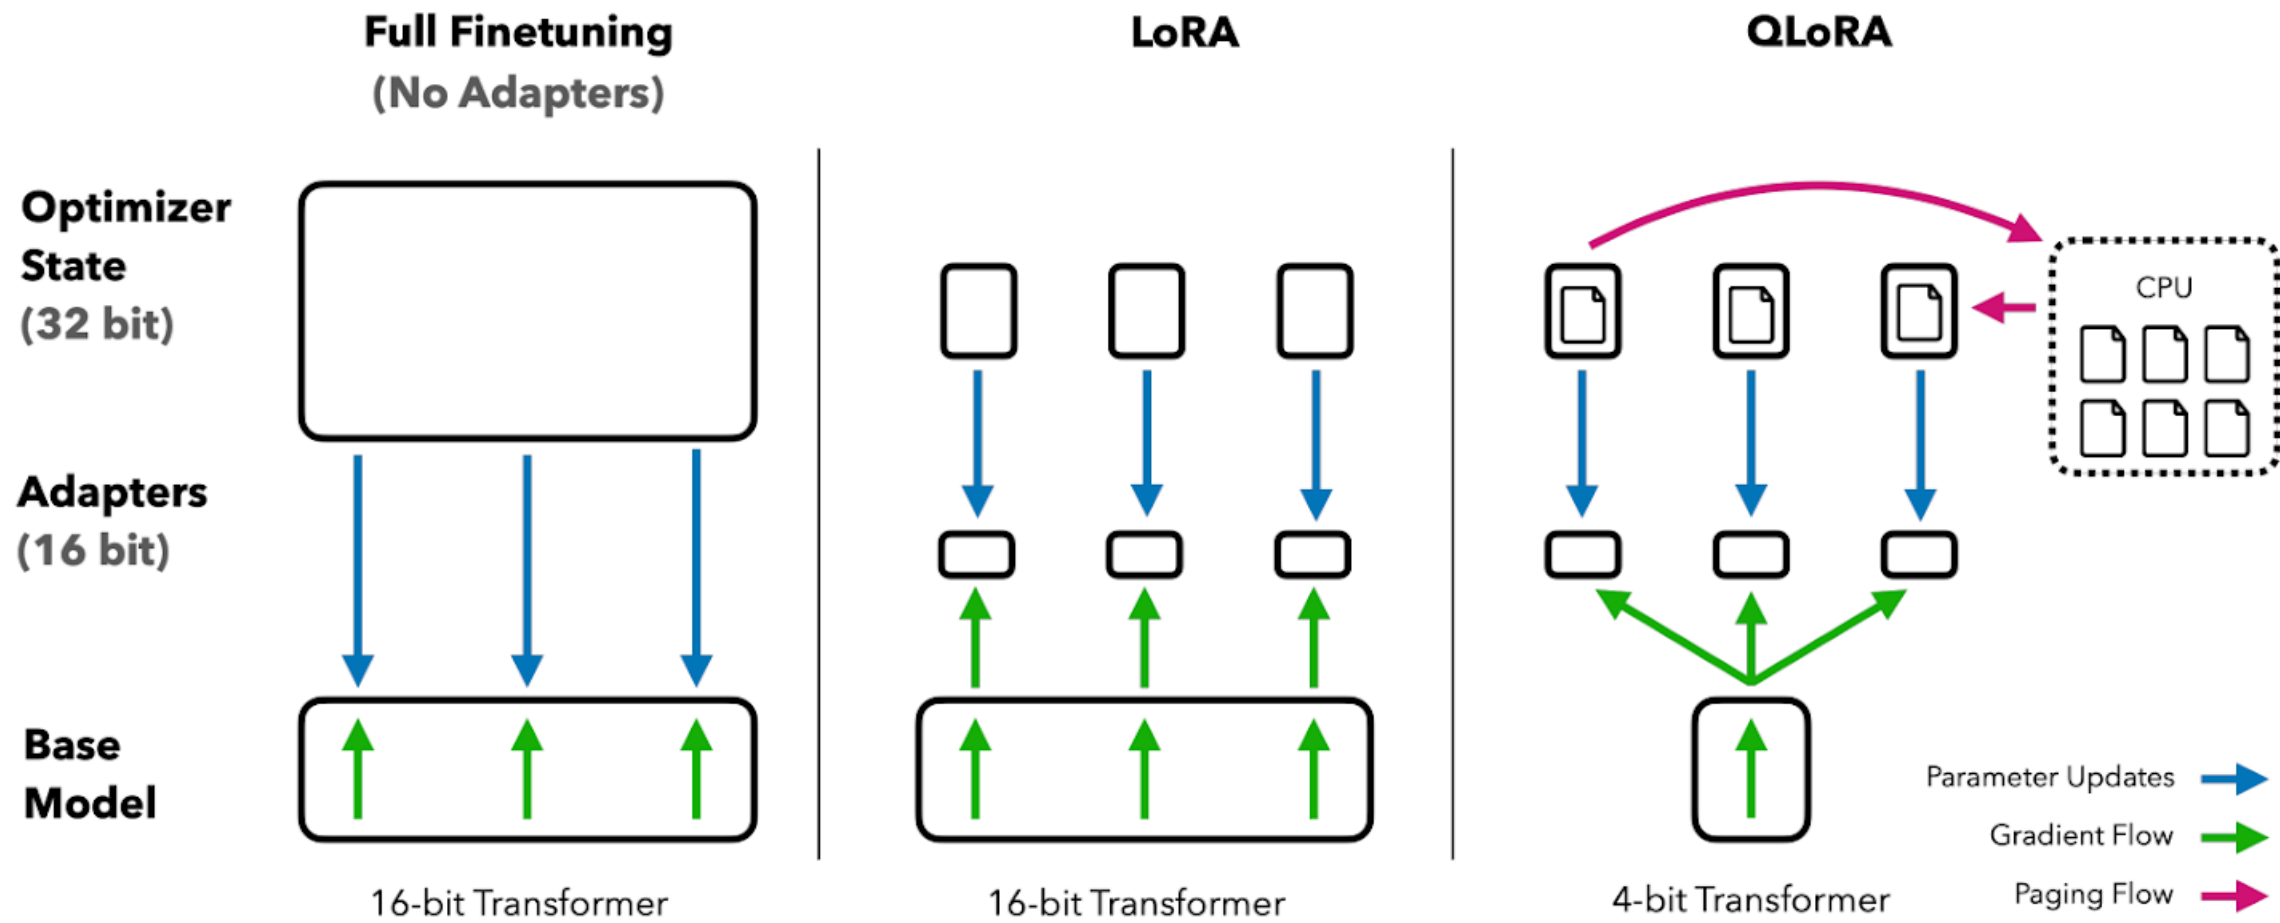 Full Finetuning
(No Adapters)
LoRA
QLoRA
Optimizer
State
(32 bit)
CPU
Adapters
(16 bit)
Base
Model
Parameter Updates
Gradient Flow
Paging Flow
16-bit Transformer
16-bit Transformer
4-bit Transformer